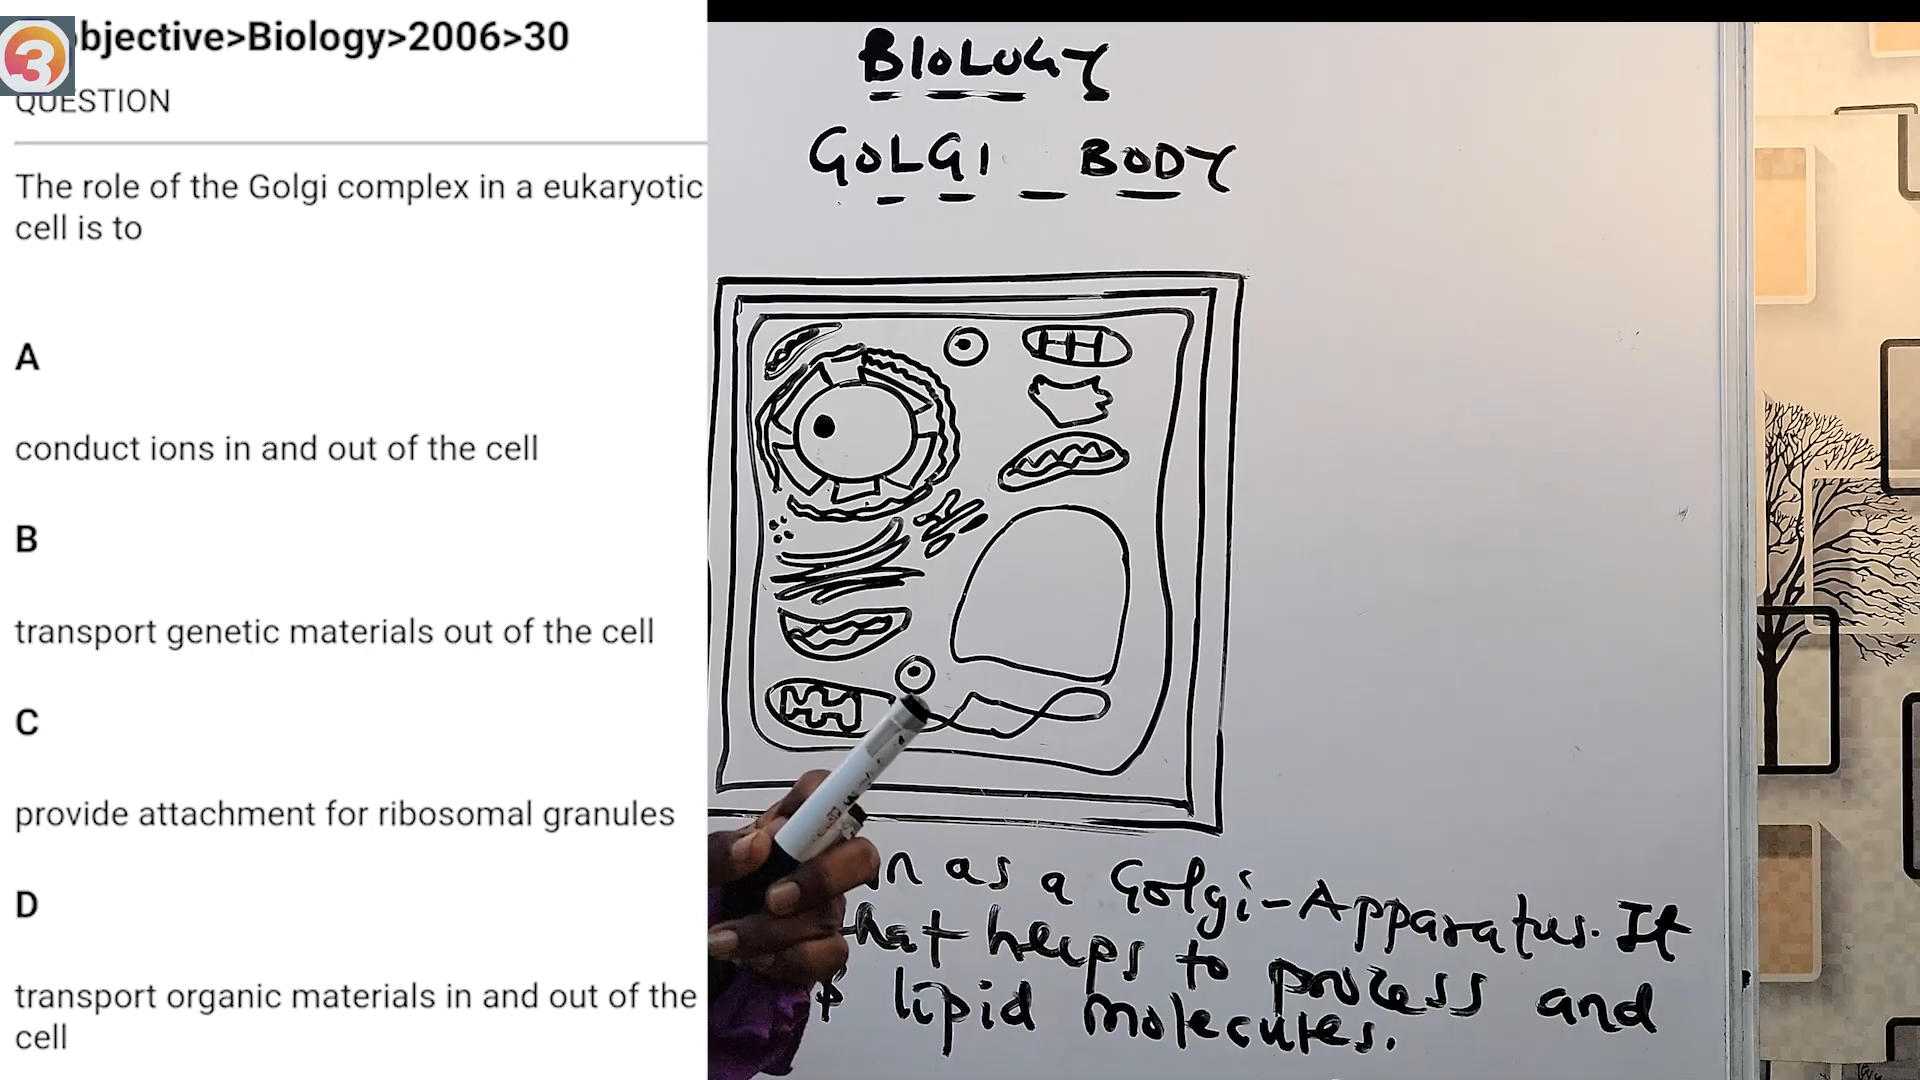 3
bjective>Biology>2006>30
QUESTION
The role of the Golgi complex in a eukaryotic
cell is to
A
conduct ions in and out of the cell
B
transport genetic materials out of the cell
C
provide attachment for ribosomal granules
D
transport organic materials in and out of the
cell
BIOLOGY
GOLGI BODY
n as a Golgi-Apparatus. It
hat helps to process and
lipid molecules.